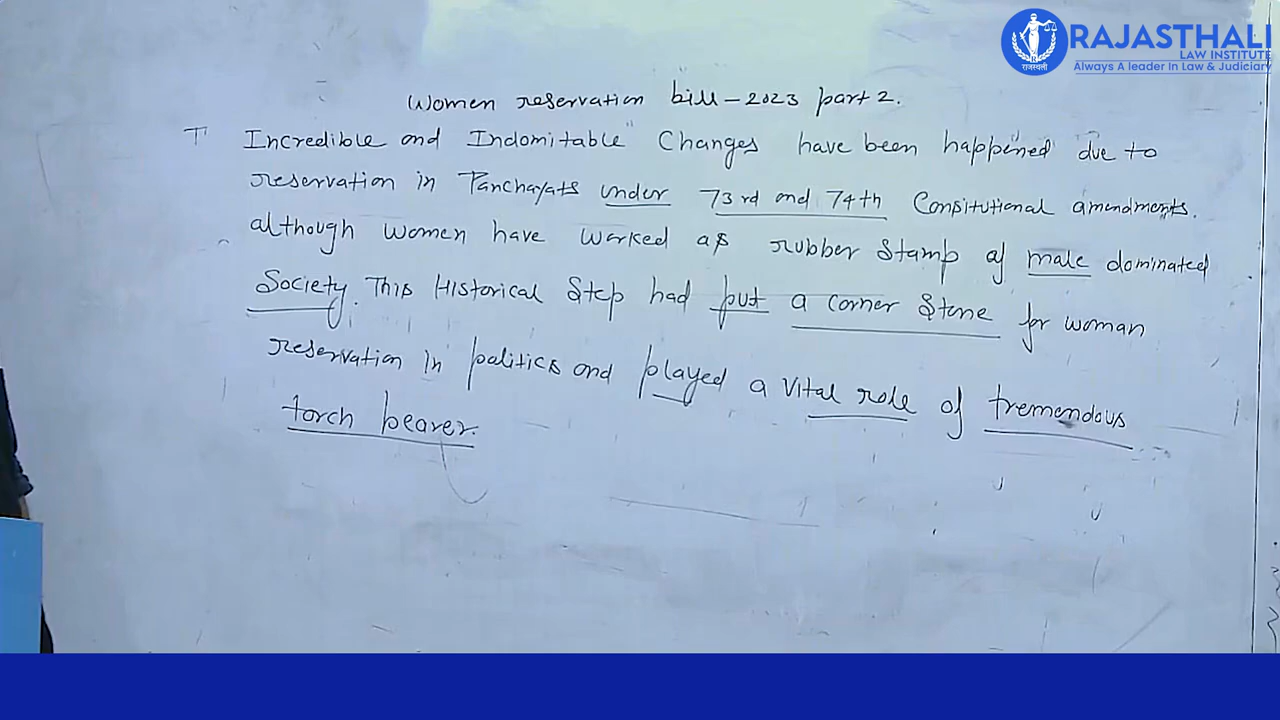 RAJASTHALI
LAW INSTITUTE
राजस्थली
Always A leader In Law & Judiciary
Women reservation bill - 2023 part 2.
Incredible and Indomitable" Changes have been happened due to
reservation in Panchayats under 73rd and 74th Consitutional amendments.
although women have worked as rubber stamp of male dominated
Society. This Historical Step had put a corner stone for woman
reservation in politics and played a vital role of tremendous
torch bearer.